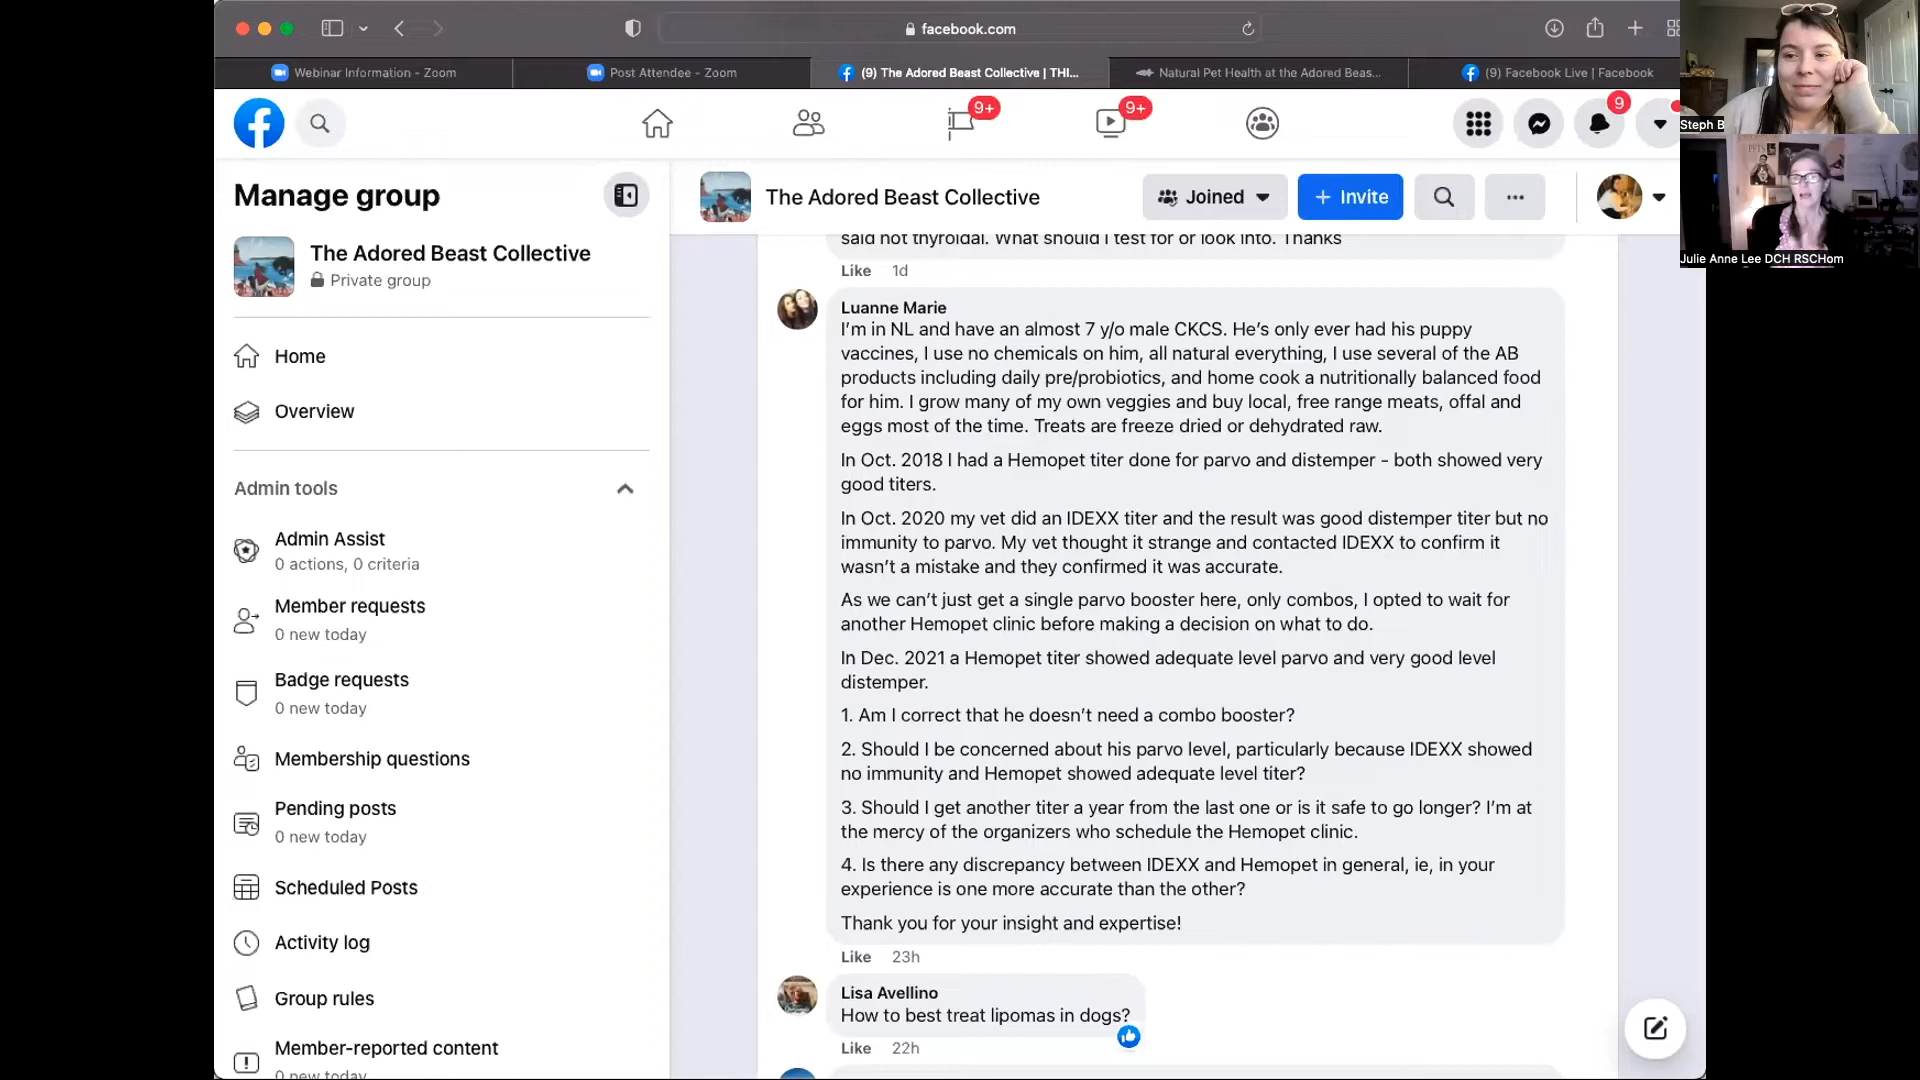 facebook.com
Webinar Information - Zoom
Post Attendee - Zoom
(9) The Adored Beast Collective | THI...
Natural Pet Health at the Adored Beas...
(9) Facebook Live | Facebook
Steph B
Julie Anne Lee DCH RSCHom
9+
9+
9
Manage group
The Adored Beast Collective
Private group
Home
Overview
Admin tools
Admin Assist
0 actions, 0 criteria
Member requests
0 new today
Badge requests
0 new today
Membership questions
Pending posts
0 new today
Scheduled Posts
Activity log
Group rules
Member-reported content
0 new today
The Adored Beast Collective
Joined
+ Invite
said not thyroidal. What should I test for or look into. Thanks
Like 1d
Luanne Marie
I'm in NL and have an almost 7 y/o male CKCS. He's only ever had his puppy
vaccines, I use no chemicals on him, all natural everything, I use several of the AB
products including daily pre/probiotics, and home cook a nutritionally balanced food
for him. I grow many of my own veggies and buy local, free range meats, offal and
eggs most of the time. Treats are freeze dried or dehydrated raw.
In Oct. 2018 I had a Hemopet titer done for parvo and distemper - both showed very
good titers.
In Oct. 2020 my vet did an IDEXX titer and the result was good distemper titer but no
immunity to parvo. My vet thought it strange and contacted IDEXX to confirm it
wasn't a mistake and they confirmed it was accurate.
As we can't just get a single parvo booster here, only combos, I opted to wait for
another Hemopet clinic before making a decision on what to do.
In Dec. 2021 a Hemopet titer showed adequate level parvo and very good level
distemper.
1. Am I correct that he doesn't need a combo booster?
2. Should I be concerned about his parvo level, particularly because IDEXX showed
no immunity and Hemopet showed adequate level titer?
3. Should I get another titer a year from the last one or is it safe to go longer? I'm at
the mercy of the organizers who schedule the Hemopet clinic.
4. Is there any discrepancy between IDEXX and Hemopet in general, ie, in your
experience is one more accurate than the other?
Thank you for your insight and expertise!
Like 23h
Lisa Avellino
How to best treat lipomas in dogs?
Like 22h